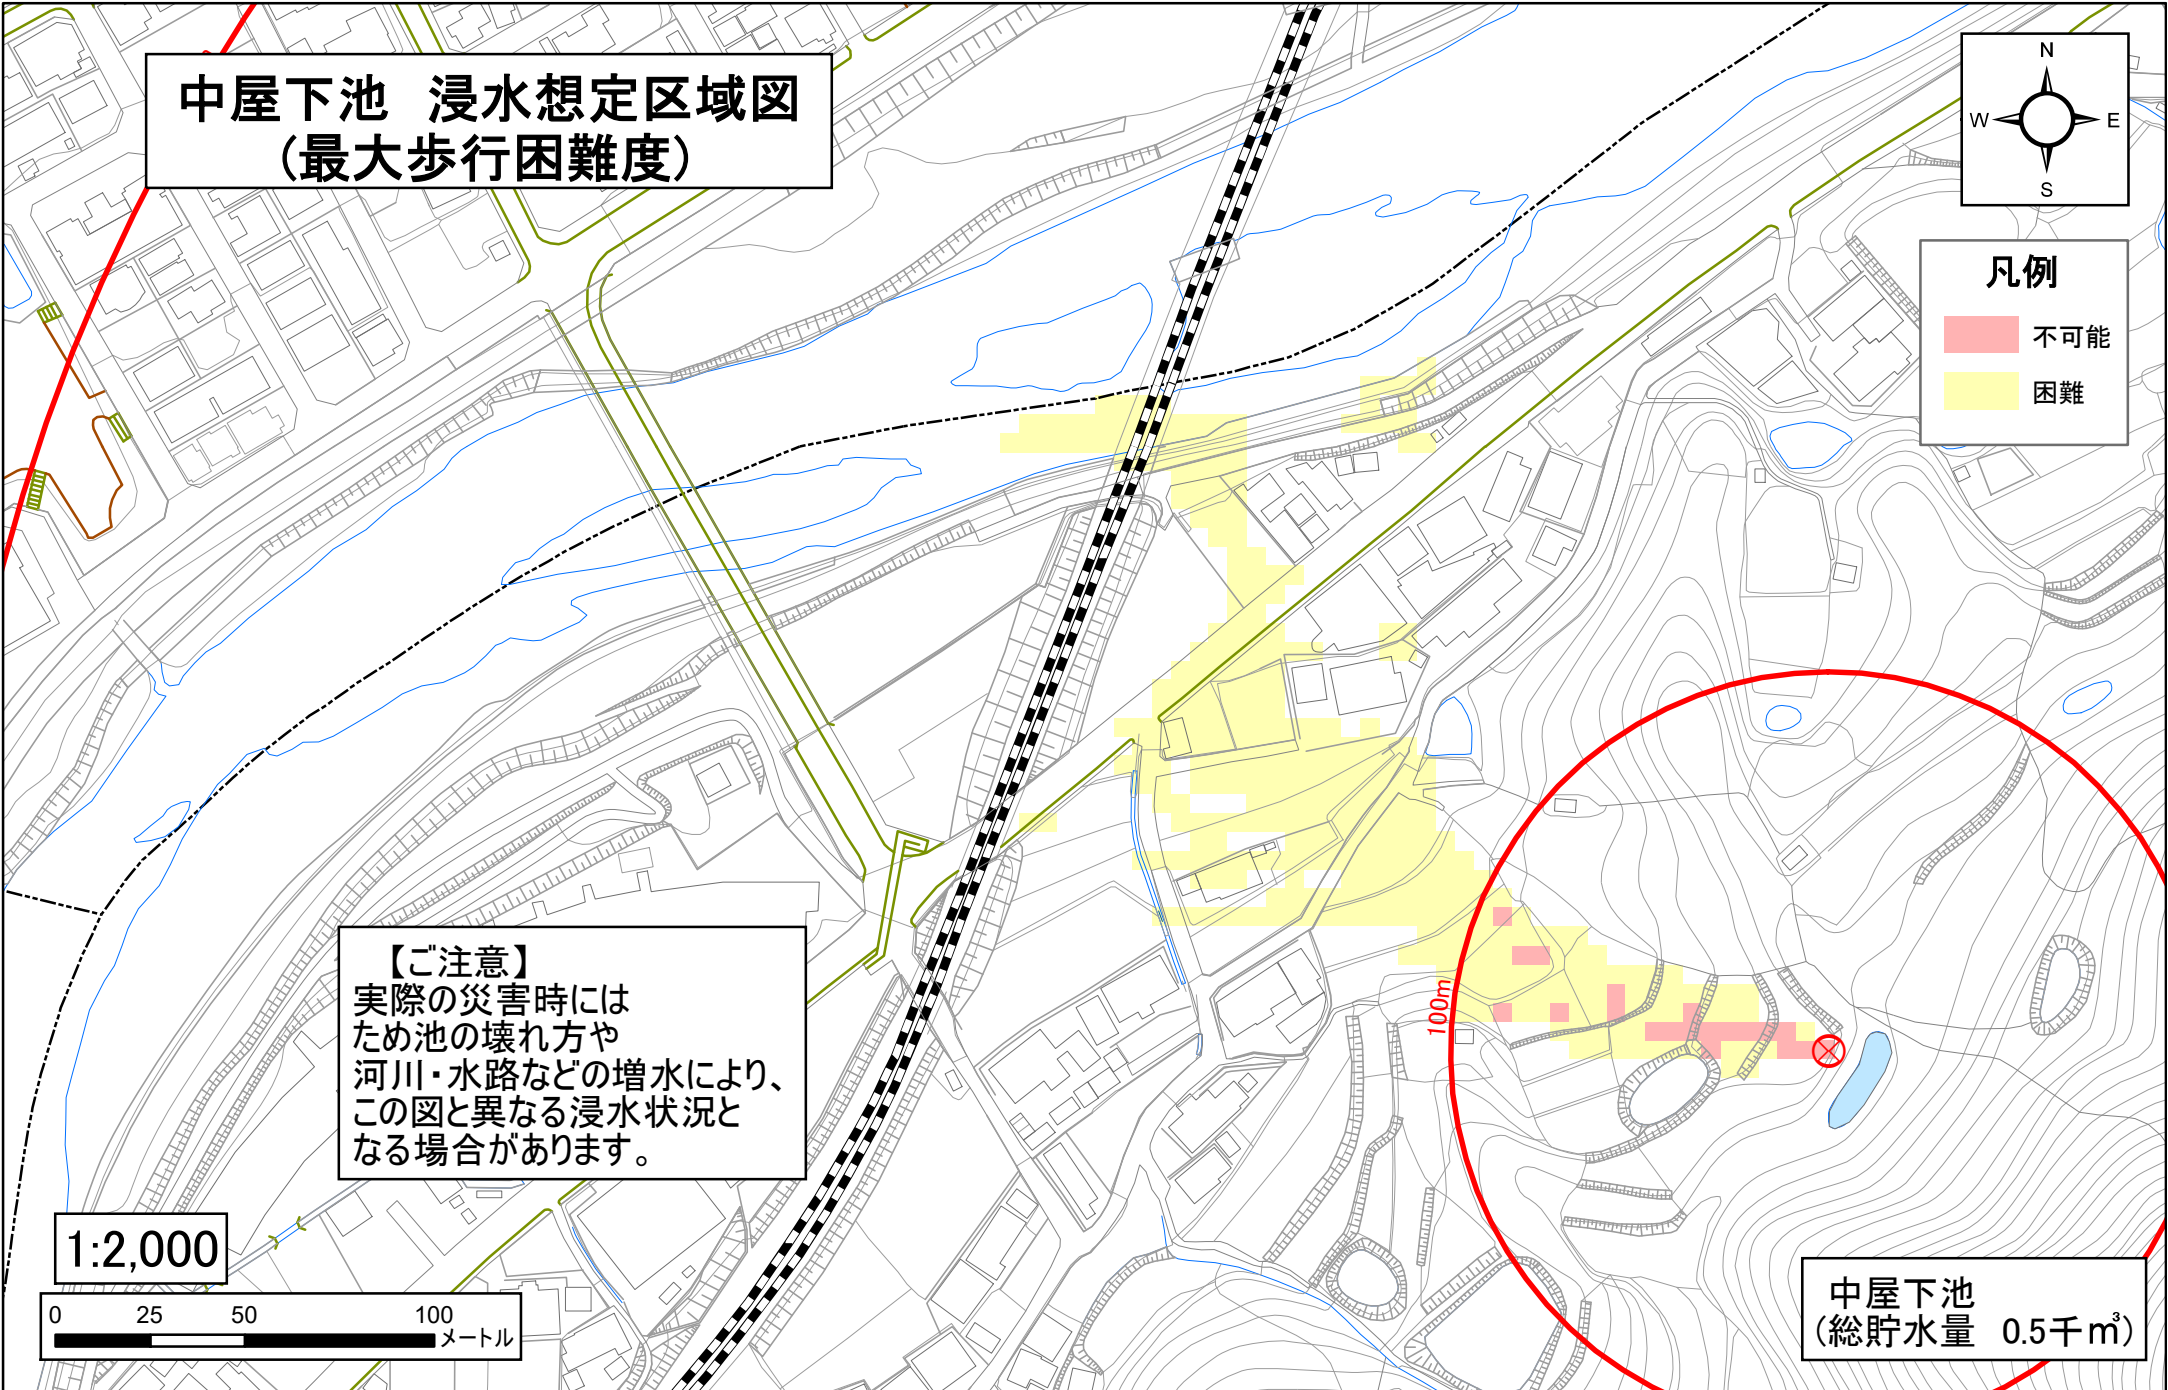 中屋下池　浸水想定区域図
(最大歩行困難度)
N
W
E
S
凡例
不可能
困難
100m
【ご注意】
実際の災害時には
ため池の壊れ方や
河川・水路などの増水により、
この図と異なる浸水状況と
なる場合があります。
1:2,000
0 25 50 100
メートル
中屋下池
(総貯水量　0.5千㎥)